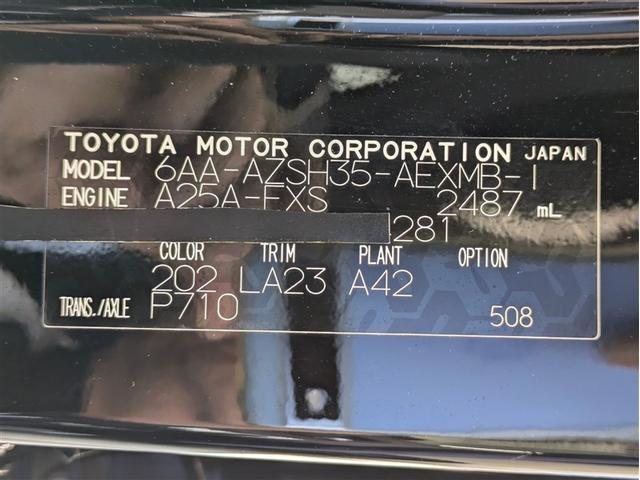 TOYOTA MOTOR CORPORATION JAPAN
MODEL 6AA-AZSH35-AEXMB-I
ENGINE A25A-FXS 2487 mL
281
COLOR TRIM PLANT OPTION
202 LA23 A42
TRANS./AXLE P710 508